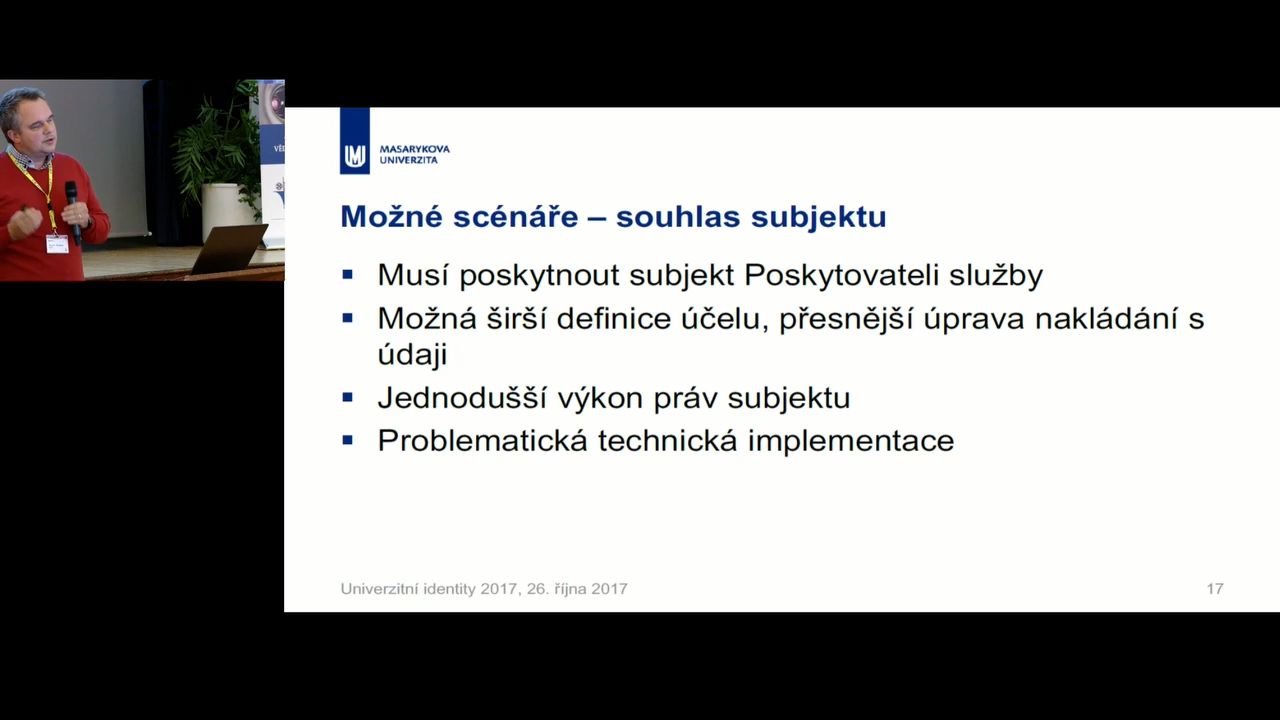 MASARYKOVA
UNIVERZITA
Možné scénáře – souhlas subjektu
▪ Musí poskytnout subjekt Poskytovateli služby
▪ Možná širší definice účelu, přesnější úprava nakládání s
údaji
▪ Jednodušší výkon práv subjektu
▪ Problematická technická implementace
Univerzitní identity 2017, 26. října 2017
17